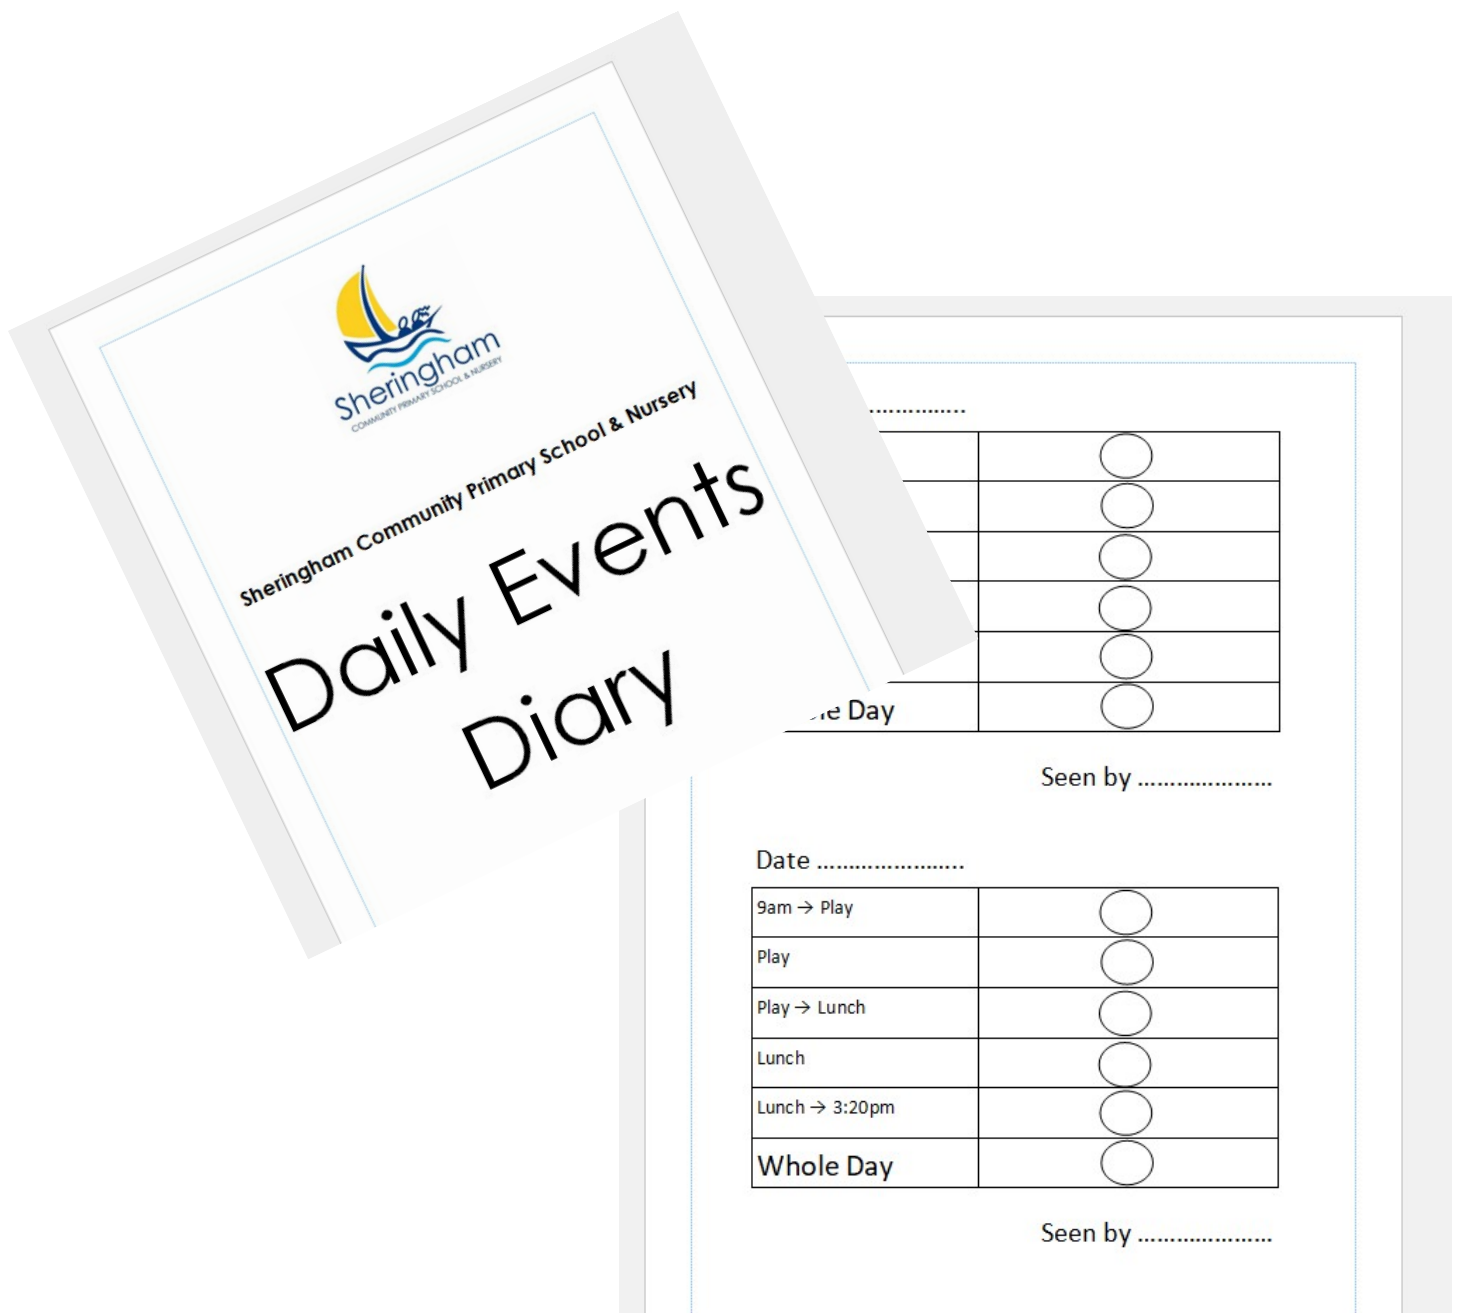 Sheringham
COMMUNITY PRIMARY SCHOOL & NURSERY
Sheringham Community Primary School & Nursery
Daily Events
Diary
.................
Day
Seen by .....................
Date .......................
9am → Play
Play
Play → Lunch
Lunch
Lunch → 3:20pm
Whole Day
Seen by .....................